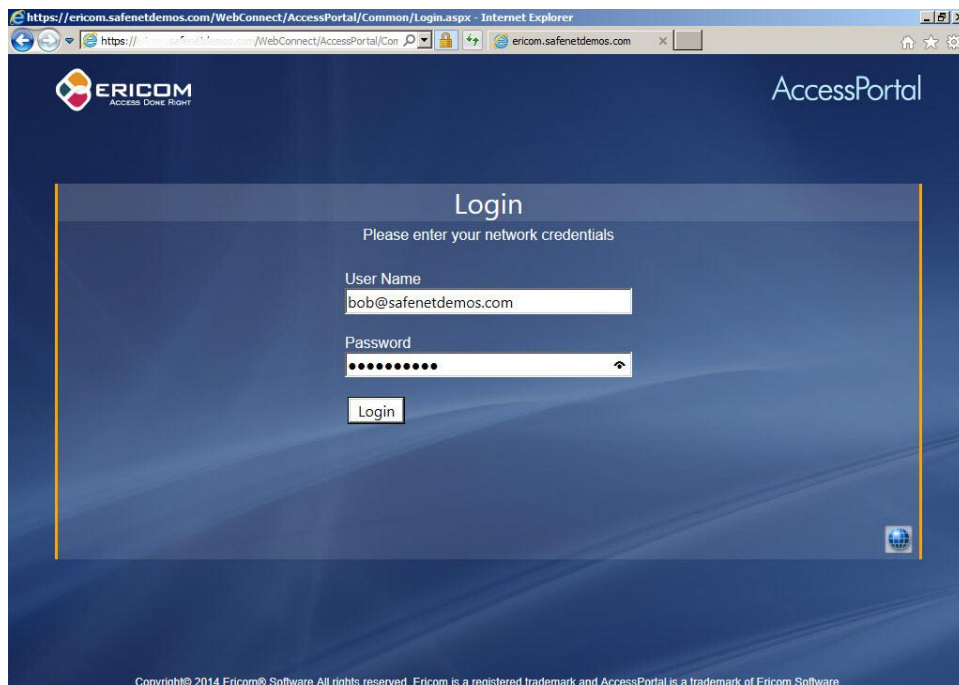 https://ericom.safenetdemos.com/WebConnect/AccessPortal/Common/Login.aspx - Internet Explorer
https:// /WebConnect/AccessPortal/Con
ericom.safenetdemos.com
ERICOM
ACCESS DONE RIGHT
AccessPortal
Login
Please enter your network credentials
User Name
bob@safenetdemos.com
Password
Login
Copyright© 2014 Ericom® Software All rights reserved. Ericom is a registered trademark and AccessPortal is a trademark of Ericom Software